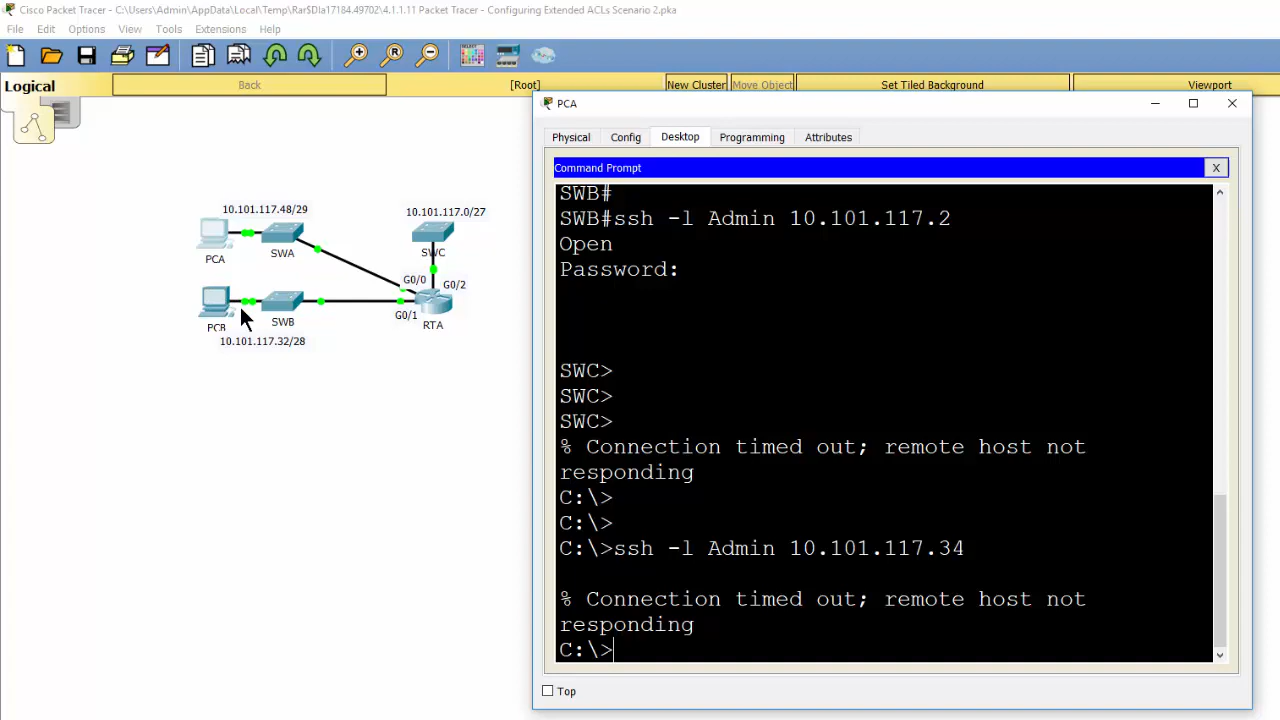 Cisco Packet Tracer - C:\Users\Admin\AppData\Local\Temp\Rar$DIa17184.49702\4.1.1.11 Packet Tracer - Configuring Extended ACLs Scenario 2.pka
File Edit Options View Tools Extensions Help
Logical
Back
[Root]
New Cluster
Move Object
Set Tiled Background
Viewport
10.101.117.48/29
PCA
SWA
10.101.117.0/27
SWC
G0/0
G0/2
G0/1
RTA
PCB
SWB
10.101.117.32/28
PCA
Physical Config Desktop Programming Attributes
Command Prompt
X
SWB#
SWB#ssh -l Admin 10.101.117.2
Open
Password:
SWC>
SWC>
SWC>
% Connection timed out; remote host not
responding
C:\>
C:\>
C:\>ssh -l Admin 10.101.117.34
% Connection timed out; remote host not
responding
C:\>
Top